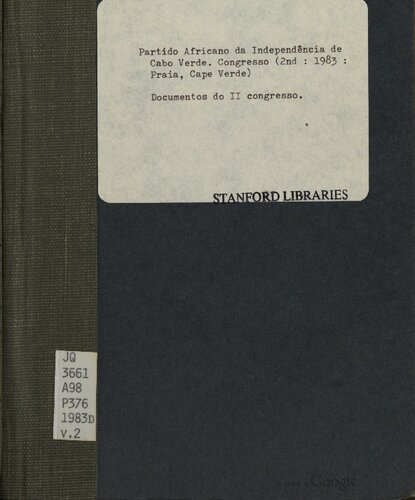 Partido Africano da Independência de
Cabo Verde. Congresso (2nd : 1983 :
Praia, Cape Verde)
Documentos do II congresso.
STANFORD LIBRARIES
JQ
3661
A98
P376
1983D
v.2
Google